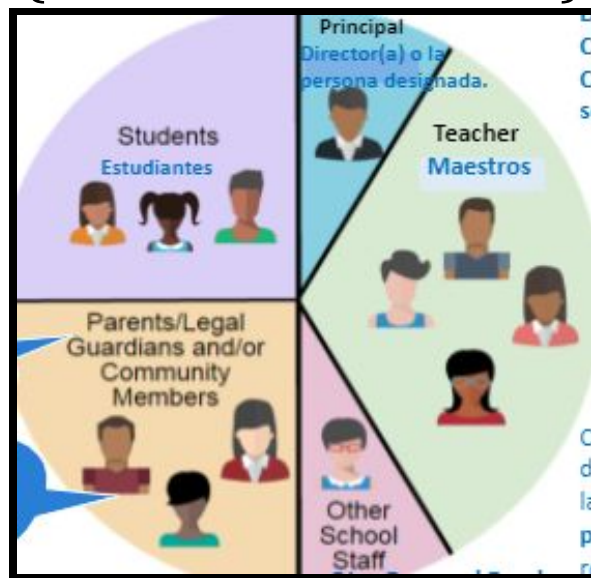 Principal
Director(a) o la
persona designada.
Students
Estudiantes
Teacher
Maestros
Parents/Legal
Guardians and/or
Community
Members
Other
School
Staff